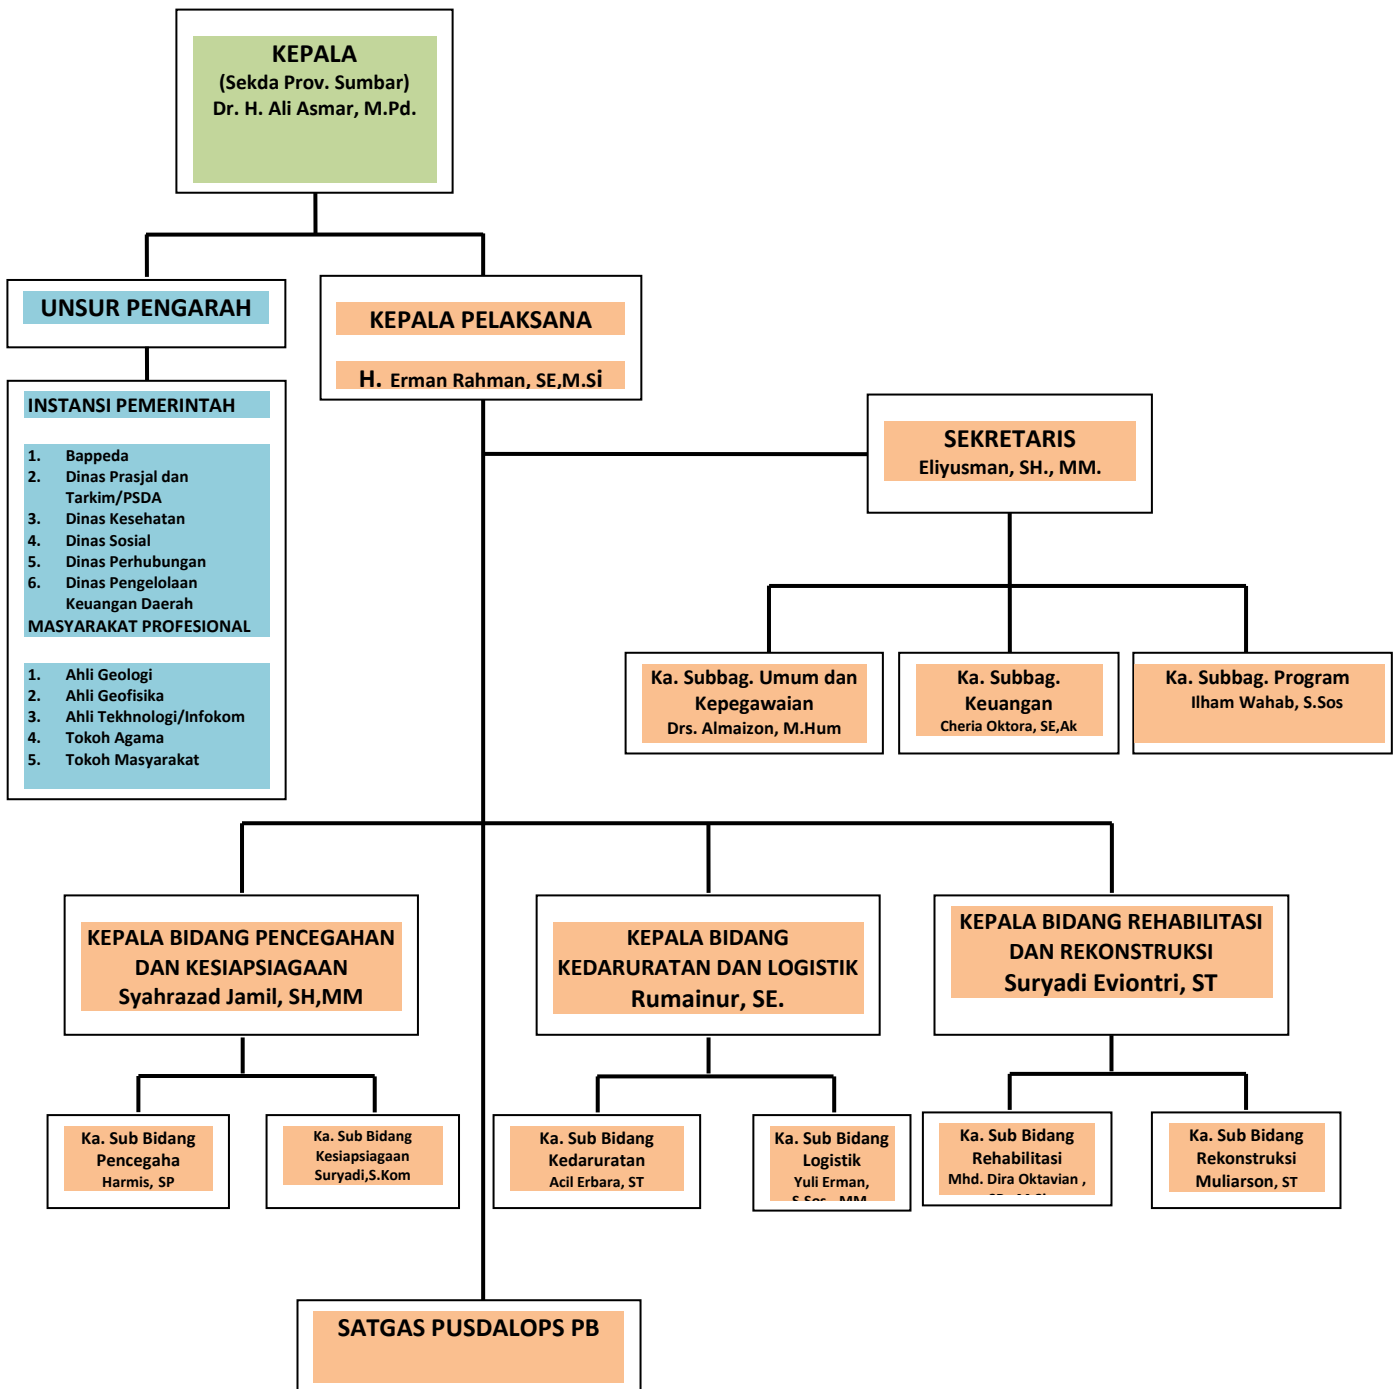 KEPALA
(Sekda Prov. Sumbar)
Dr. H. Ali Asmar, M.Pd.
UNSUR PENGARAH
KEPALA PELAKSANA
H. Erman Rahman, SE,M.Si
INSTANSI PEMERINTAH
1. Bappeda
2. Dinas Prasjal dan
Tarkim/PSDA
3. Dinas Kesehatan
4. Dinas Sosial
5. Dinas Perhubungan
6. Dinas Pengelolaan
Keuangan Daerah
MASYARAKAT PROFESIONAL
1. Ahli Geologi
2. Ahli Geofisika
3. Ahli Tekhnologi/Infokom
4. Tokoh Agama
5. Tokoh Masyarakat
SEKRETARIS
Eliyusman, SH., MM.
Ka. Subbag. Umum dan
Kepegawaian
Drs. Almaizon, M.Hum
Ka. Subbag.
Keuangan
Cheria Oktora, SE,Ak
Ka. Subbag. Program
Ilham Wahab, S.Sos
KEPALA BIDANG PENCEGAHAN
DAN KESIAPSIAGAAN
Syahrazad Jamil, SH,MM
KEPALA BIDANG
KEDARURATAN DAN LOGISTIK
Rumainur, SE.
KEPALA BIDANG REHABILITASI
DAN REKONSTRUKSI
Suryadi Eviontri, ST
Ka. Sub Bidang
Pencegaha
Harmis, SP
Ka. Sub Bidang
Kesiapsiagaan
Suryadi,S.Kom
Ka. Sub Bidang
Kedaruratan
Acil Erbara, ST
Ka. Sub Bidang
Logistik
Yuli Erman,
S.Sos., MM
Ka. Sub Bidang
Rehabilitasi
Mhd. Dira Oktavian ,
Ka. Sub Bidang
Rekonstruksi
Muliarson, ST
SATGAS PUSDALOPS PB